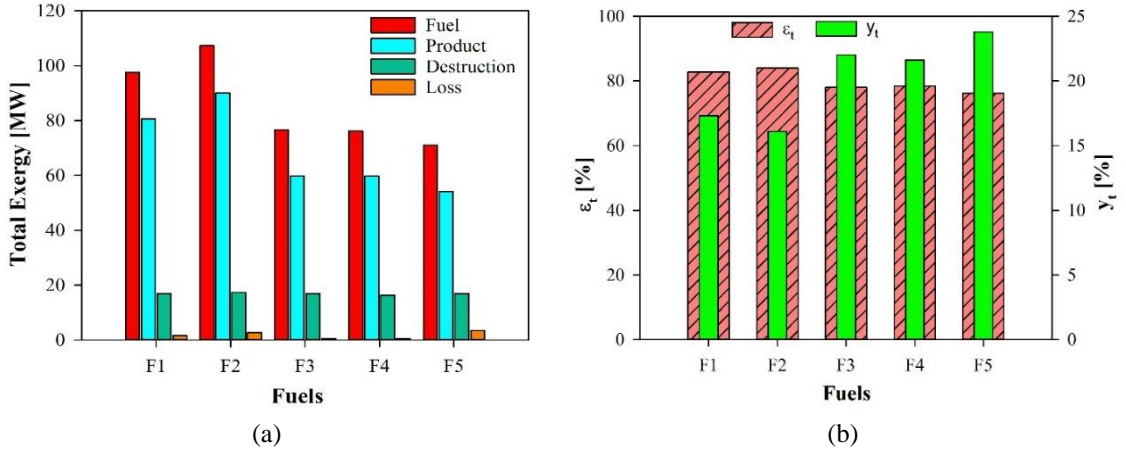 120
100
80
60
40
20
0
Total Exergy [MW]
Fuel
Product
Destruction
Loss
F1 F2 F3 F4 F5
Fuels
(a)
100
80
60
40
20
0
εt [%]
εt yt
25
20
15
10
5
0
yt [%]
F1 F2 F3 F4 F5
Fuels
(b)